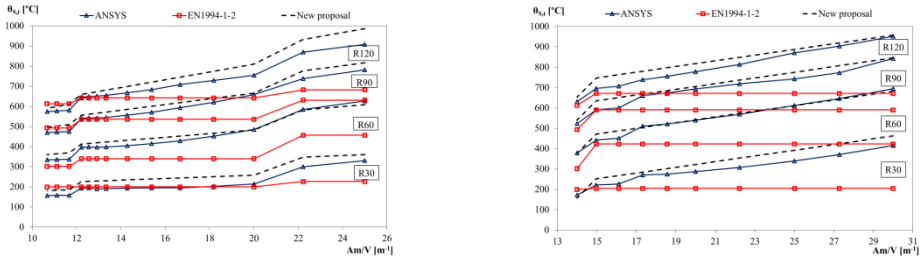 θS,t [°C]
ANSYS EN1994-1-2 New proposal
1000
900
800
700
600
500
400
300
200
100
0
R120
R90
R60
R30
10 12 14 16 18 20 22 24 26
Am/V [m-1]
θS,t [°C]
ANSYS EN1994-1-2 New proposal
1000
900
800
700
600
500
400
300
200
100
0
R120
R90
R60
R30
13 15 17 19 21 23 25 27 29 31
Am/V [m-1]